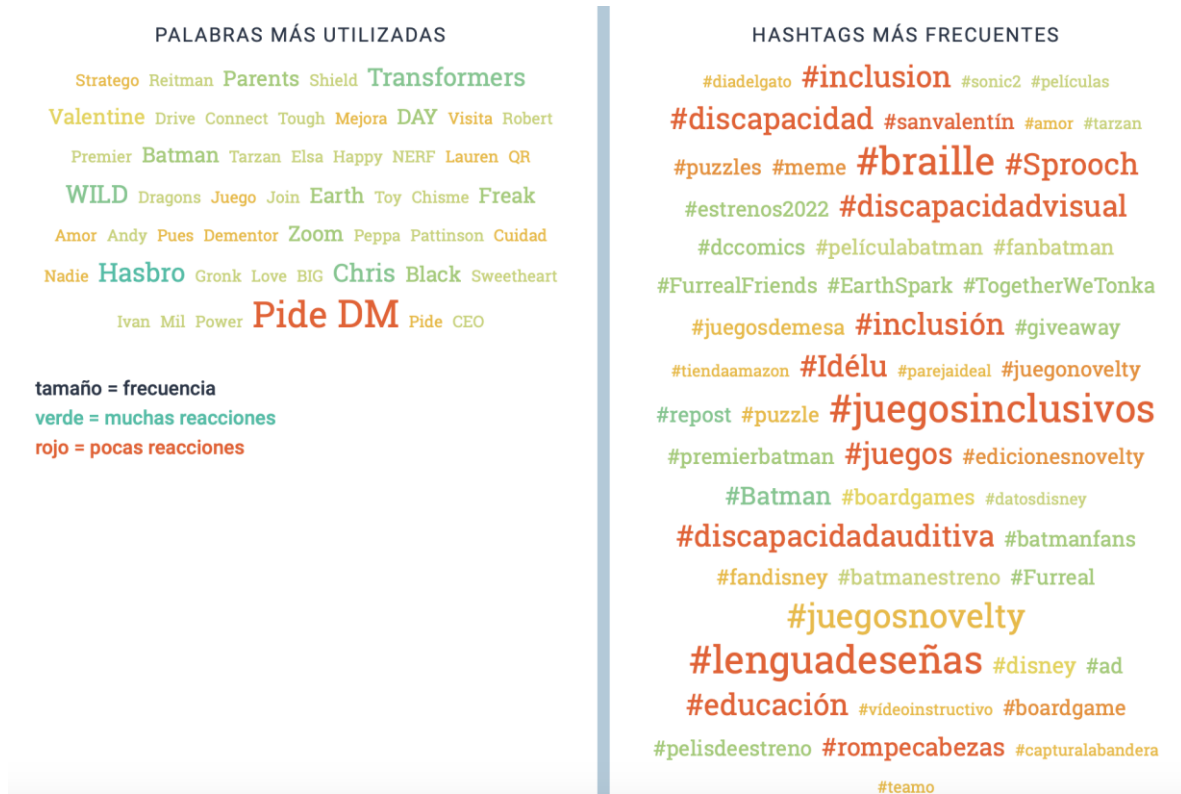 PALABRAS MÁS UTILIZADAS
Stratego Reitman Parents Shield Transformers
Valentine Drive Connect Tough Mejora DAY Visita Robert
Premier Batman Tarzan Elsa Happy NERF Lauren QR
WILD Dragons Juego Join Earth Toy Chisme Freak
Amor Andy Pues Dementor Zoom Peppa Pattinson Cuidad
Nadie Hasbro Gronk Love BIG Chris Black Sweetheart
Ivan Mil Power Pide DM Pide CEO
tamaño = frecuencia
verde = muchas reacciones
rojo = pocas reacciones
HASHTAGS MÁS FRECUENTES
#diadelgato #inclusion #sonic2 #películas
#discapacidad #sanvalentín #amor #tarzan
#puzzles #meme #braille #Sprooch
#estrenos2022 #discapacidadvisual
#dccomics #películabatman #fanbatman
#FurrealFriends #EarthSpark #TogetherWeTonka
#juegosdemesa #inclusión #giveaway
#tiendaamazon #Idélu #parejaideal #juegonovelty
#repost #puzzle #juegosinclusivos
#premierbatman #juegos #edicionesnovelty
#Batman #boardgames #datosdisney
#discapacidadauditiva #batmanfans
#fandisney #batmanestreno #Furreal
#juegosnovelty
#lenguadeseñas #disney #ad
#educación #vídeoinstructivo #boardgame
#pelisdeestreno #rompecabezas #capturalabandera
#teamo